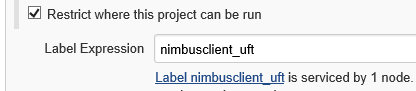 Restrict where this project can be run
Label Expression
nimbusclient_uft
Label nimbusclient_uft is serviced by 1 node.